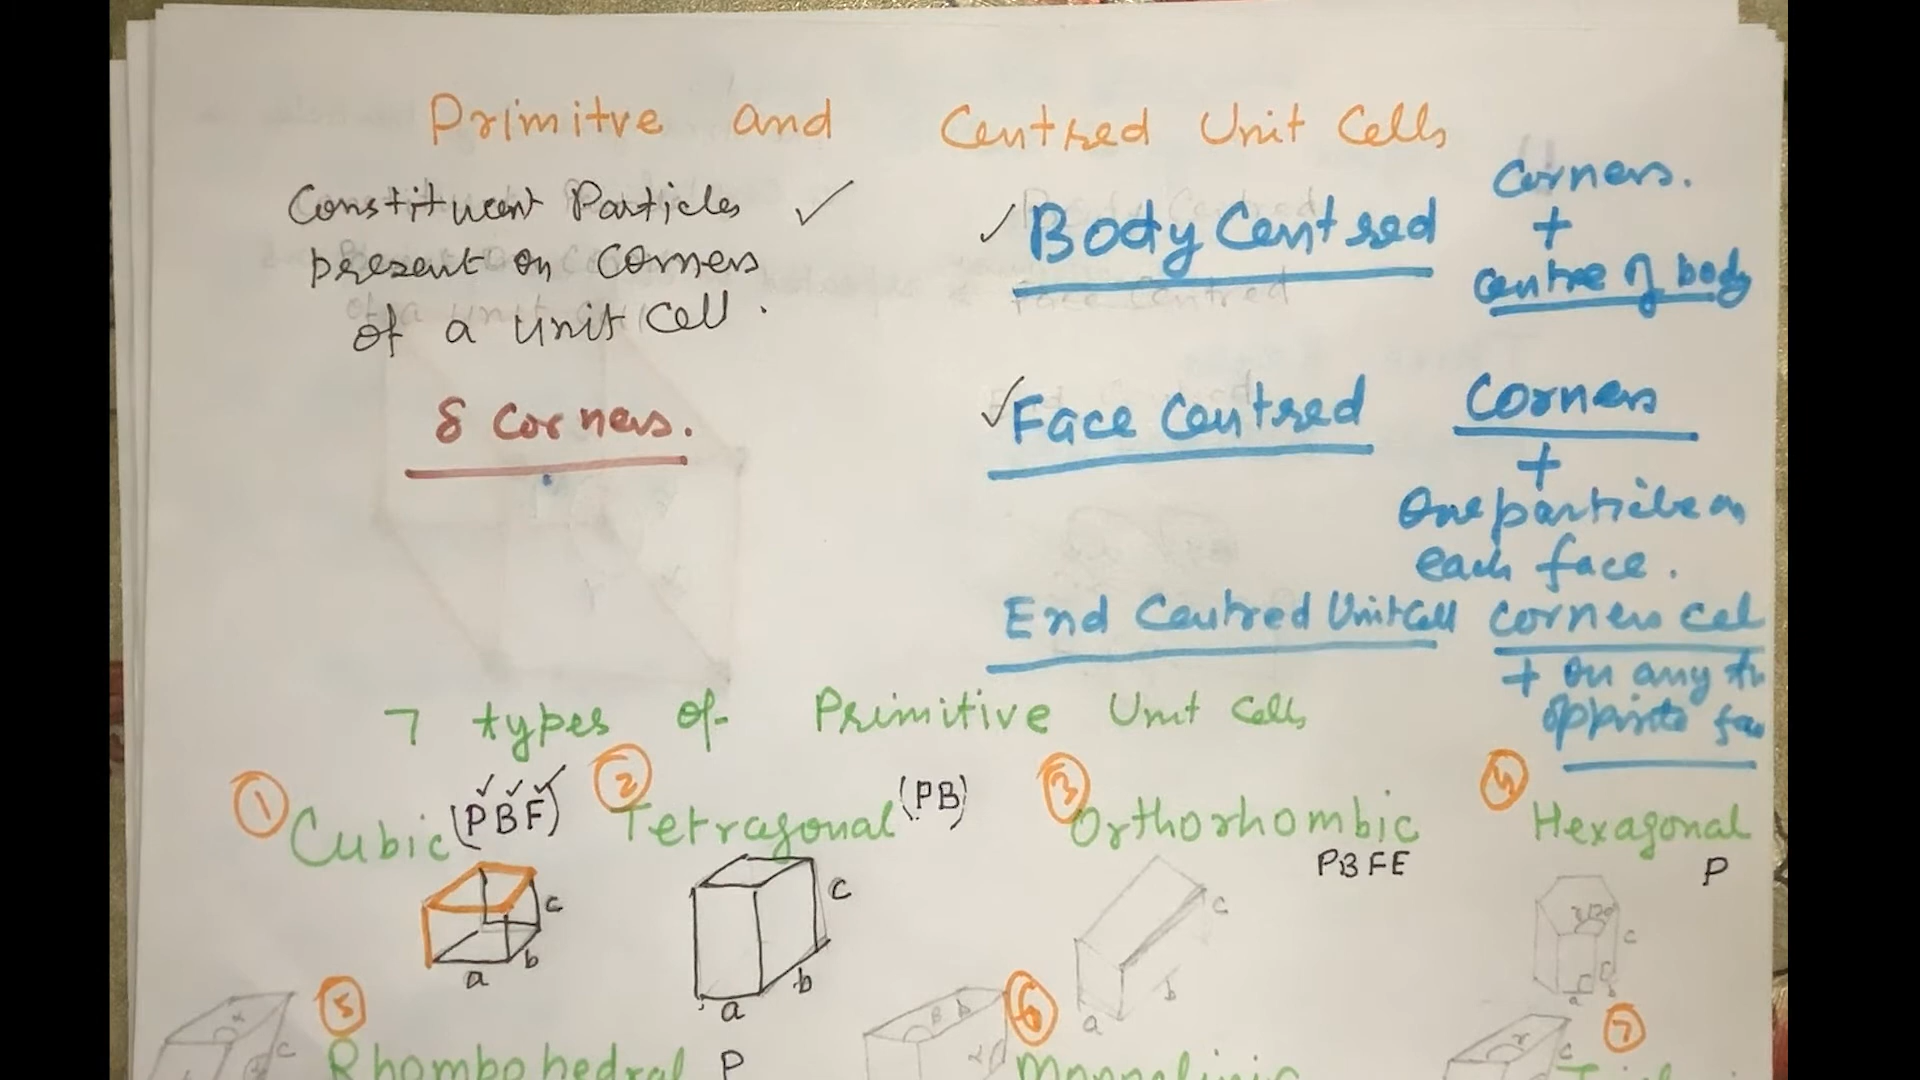 Primitve and Centred Unit Cells
Constituent Particles
present on Corners
of a unit Cell.
8 Corners.
Body Centred
Corners.
+
centre of body
Face Centred
Corners
+
One particle on
each face.
End Centred Unit Cell
corners cel
+ on any
opposite
7 types of Primitive Unit Cells
1 Cubic (PBF)
2 Tetragonal (PB)
3 Orthorhombic
PBFE
4 Hexagonal
P
c
b
a
c
b
a
c
b
a
c
a
5 Rhombohedral P
c
6 Monoclinic
B b
7
c